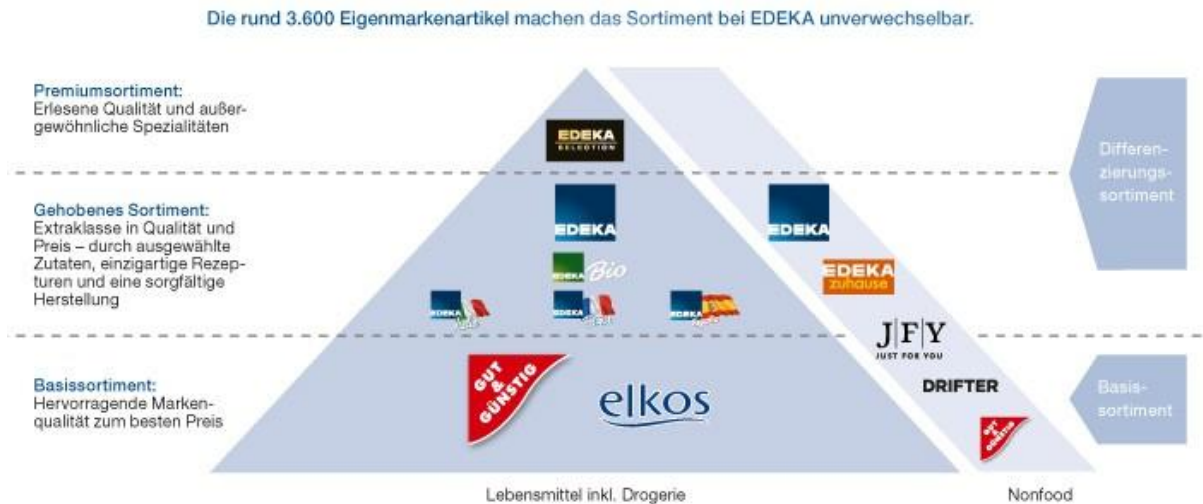 Die rund 3.600 Eigenmarkenartikel machen das Sortiment bei EDEKA unverwechselbar.
Premiumsortiment:
Erlesene Qualität und außer-
gewöhnliche Spezialitäten
EDEKA
SELECTION
Differen-
zierungs-
sortiment
Gehobenes Sortiment:
Extraklasse in Qualität und
Preis – durch ausgewählte
Zutaten, einzigartige Rezep-
turen und eine sorgfältige
Herstellung
EDEKA
EDEKA
EDEKA Bio
EDEKA
zuhause
EDEKA
EDEKA
EDEKA
J|F|Y
JUST FOR YOU
Basissortiment:
Hervorragende Marken-
qualität zum besten Preis
GUT
&
GÜNSTIG
elkos
DRIFTER
GUT
&
GÜNSTIG
Basis-
sortiment
Lebensmittel inkl. Drogerie
Nonfood